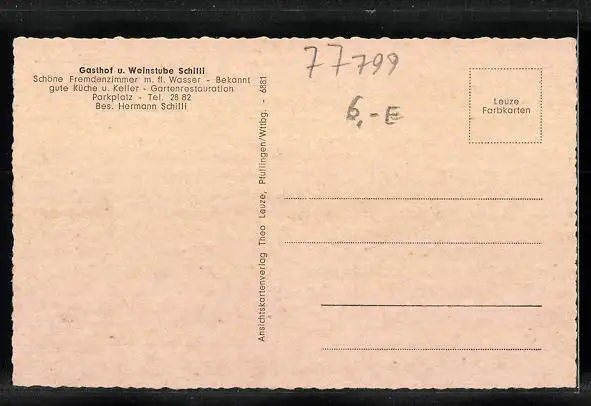 Gasthof u. Weinstube Schilli
Schöne Fremdenzimmer m. fl. Wasser - Bekannt
gute Küche u. Keller - Gartenrestauration
Parkplatz - Tel. 28 82
Bes. Hermann Schilli
Ansichtskartenverlag Theo Leuze, Pfullingen/Wttbg. - 6881
77799
6,-E
Leuze
Farbkarten